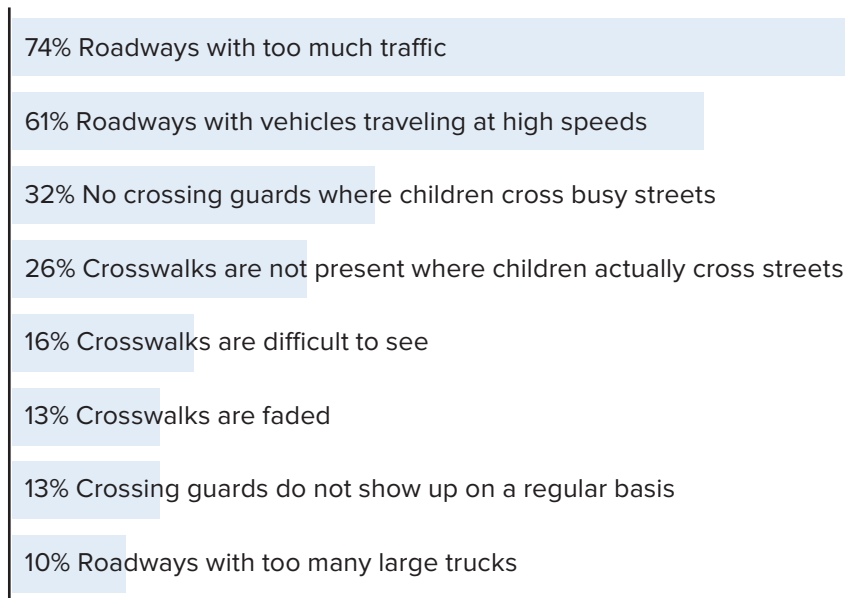 74% Roadways with too much traffic
61% Roadways with vehicles traveling at high speeds
32% No crossing guards where children cross busy streets
26% Crosswalks are not present where children actually cross streets
16% Crosswalks are difficult to see
13% Crosswalks are faded
13% Crossing guards do not show up on a regular basis
10% Roadways with too many large trucks